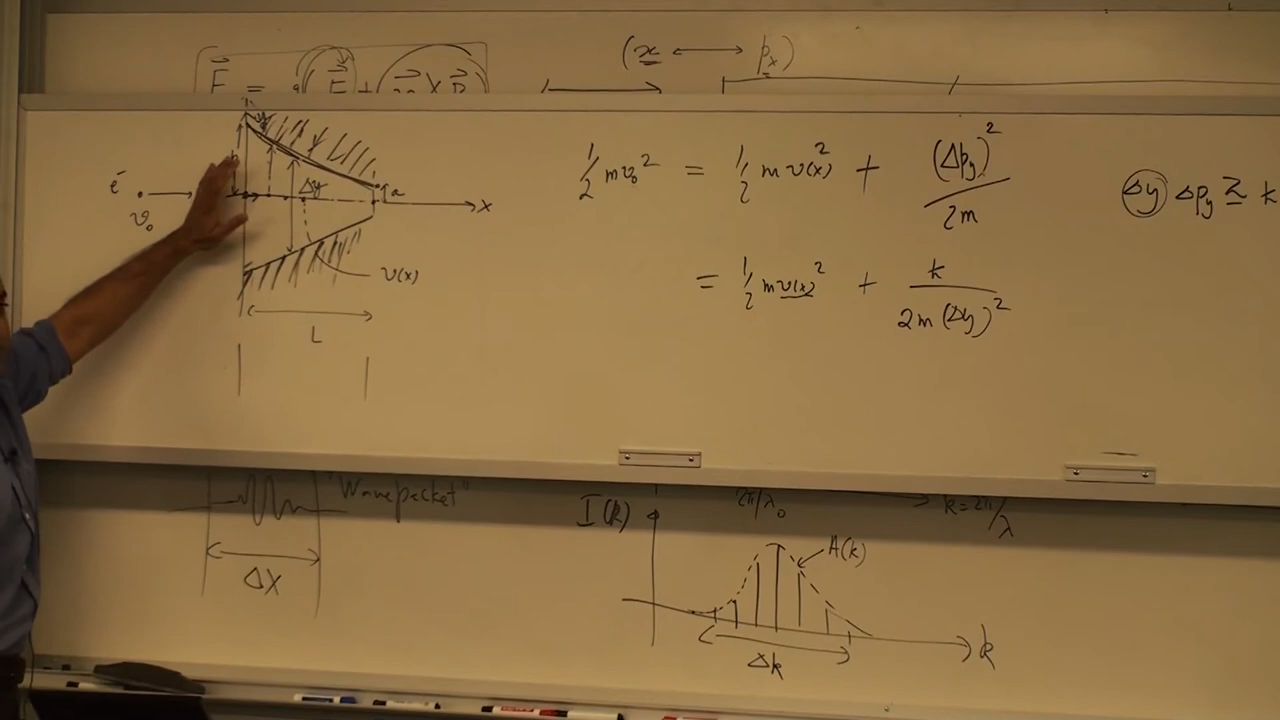 (x ⟷ p_x)
F⃗ = q(E⃗ + v⃗ × B⃗)
½ m v₀² = ½ m v(x)² + (Δp_y)² / 2m
Δy Δp_y ≳ k
e⁻
v₀
Δy
a
x
= ½ m v(x)² + k / 2m(Δy)²
v(x)
L
"Wavepacket"
ΔX
I(k)
2π/λ₀
k = 2π/λ
A(k)
k
Δk